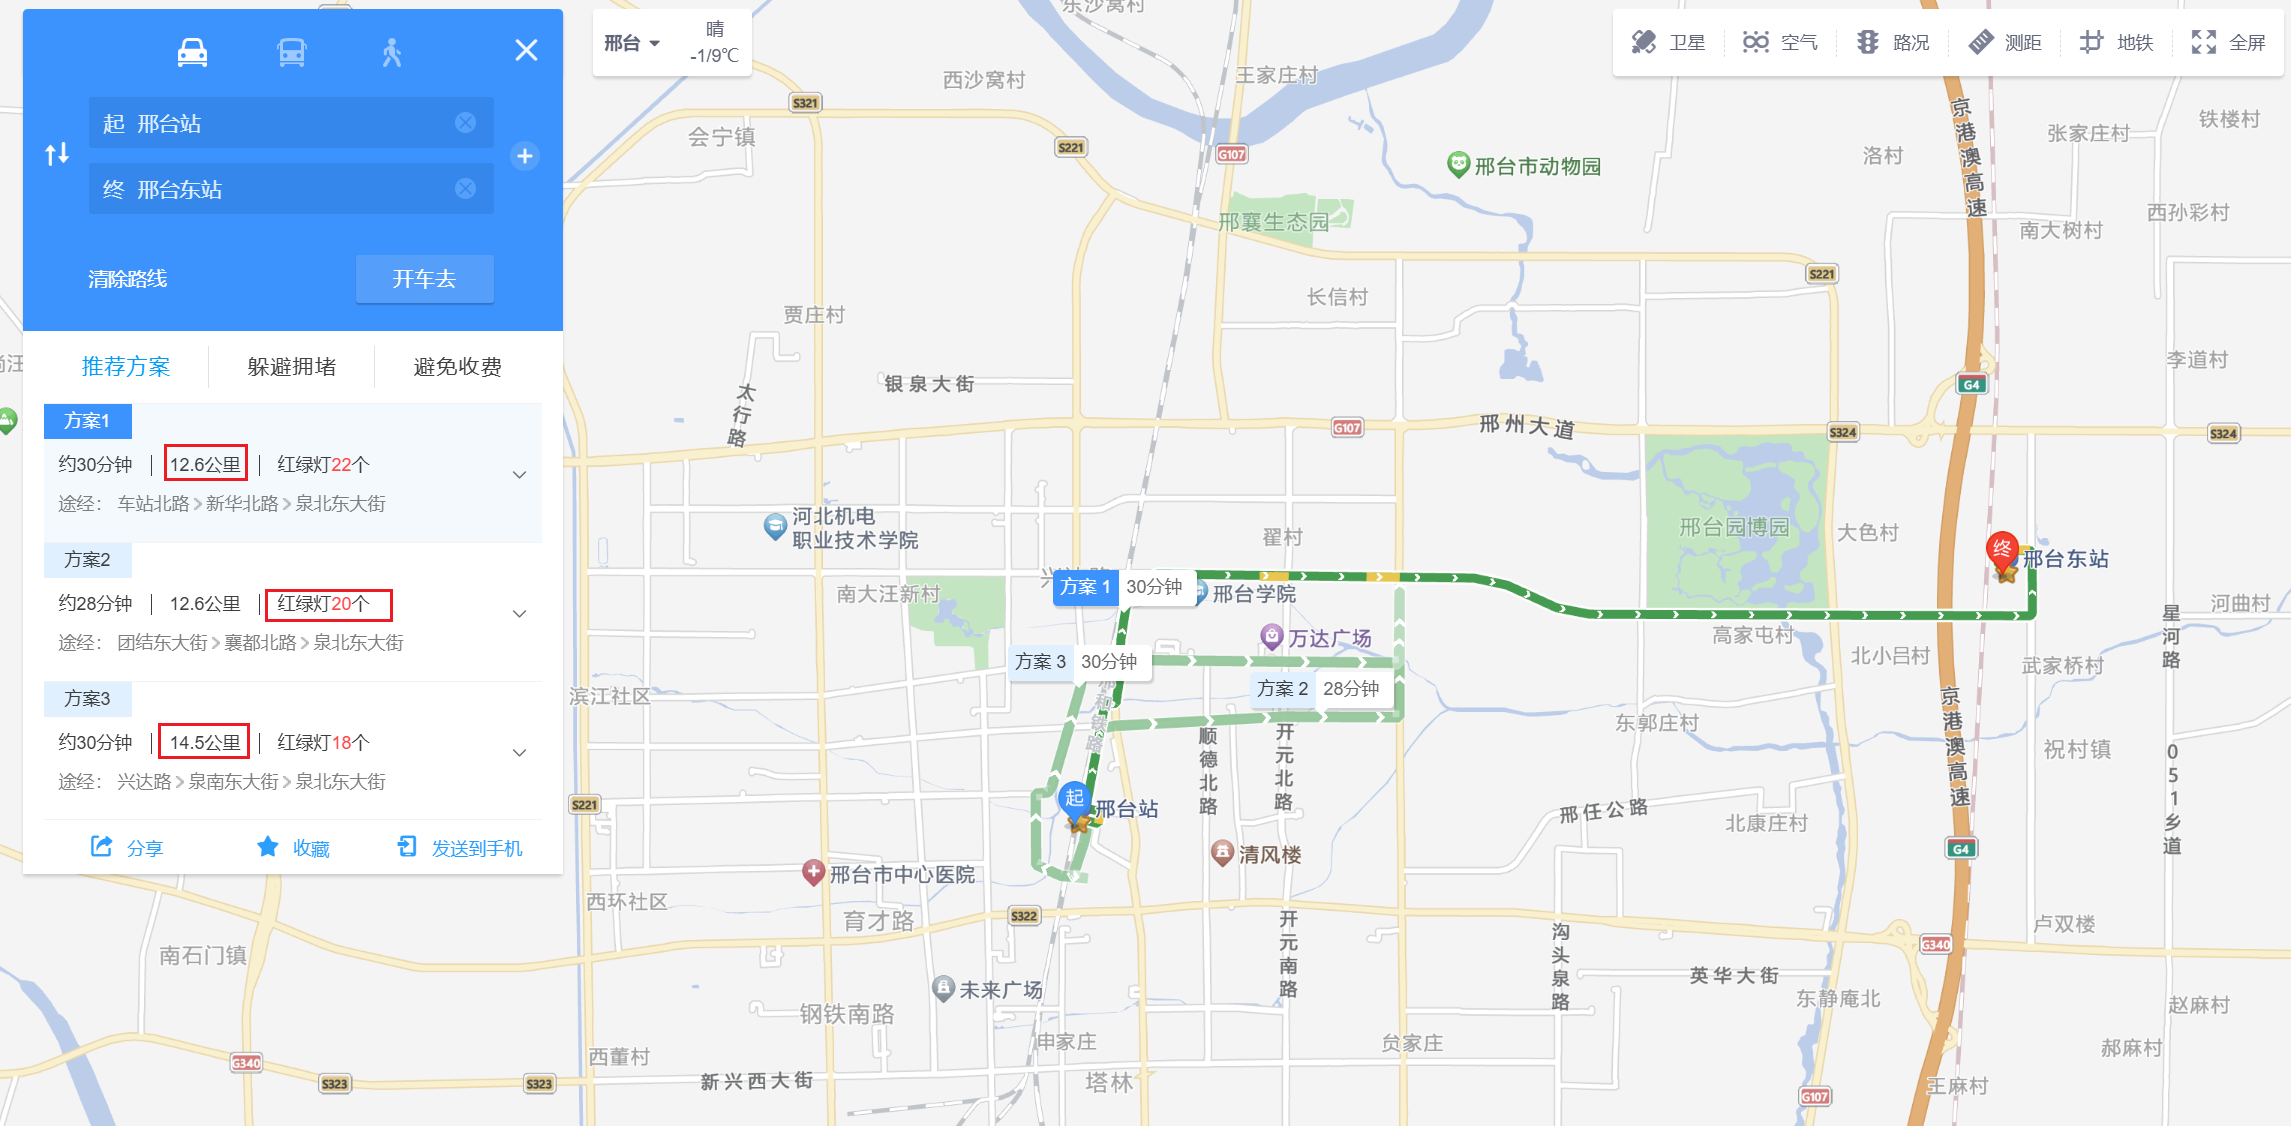 起 邢台站
终 邢台东站
清除路线
开车去
推荐方案
躲避拥堵
避免收费
方案1
约30分钟 | 12.6公里 | 红绿灯22个
途经： 车站北路 > 新华北路 > 泉北东大街
方案2
约28分钟 | 12.6公里 | 红绿灯20个
途经： 团结东大街 > 襄都北路 > 泉北东大街
方案3
约30分钟 | 14.5公里 | 红绿灯18个
途经： 兴达路 > 泉南东大街 > 泉北东大街
分享
收藏
发送到手机
邢台
晴
-1/9℃
卫星
空气
路况
测距
地铁
全屏
东沙窝村
西沙窝村
王家庄村
S321
会宁镇
S221
G107
邢台市动物园
京港澳高速
张家庄村
铁楼村
洛村
邢襄生态园
西孙彩村
南大树村
S221
长信村
贾庄村
李道村
银泉大街
G4
太行路
G107
邢州大道
S324
S324
河北机电
职业技术学院
翟村
邢台园博园
大色村
终
邢台东站
方案 1 30分钟
南大汪新村
邢台学院
河曲村
万达广场
高家屯村
星河路
方案 3 30分钟
北小吕村
武家桥村
方案 2 28分钟
滨江社区
邢和铁路
京港澳高速
东郭庄村
顺德北路
开元北路
祝村镇
051乡道
S221
起
邢台站
邢任公路
北康庄村
清风楼
G4
邢台市中心医院
西环社区
育才路
S322
开元南路
沟头泉路
卢双楼
G340
南石门镇
英华大街
未来广场
东静庵北
赵麻村
钢铁南路
申家庄
贠家庄
郝麻村
西董村
G340
S323
S323
新兴西大街
塔林
王麻村
G107